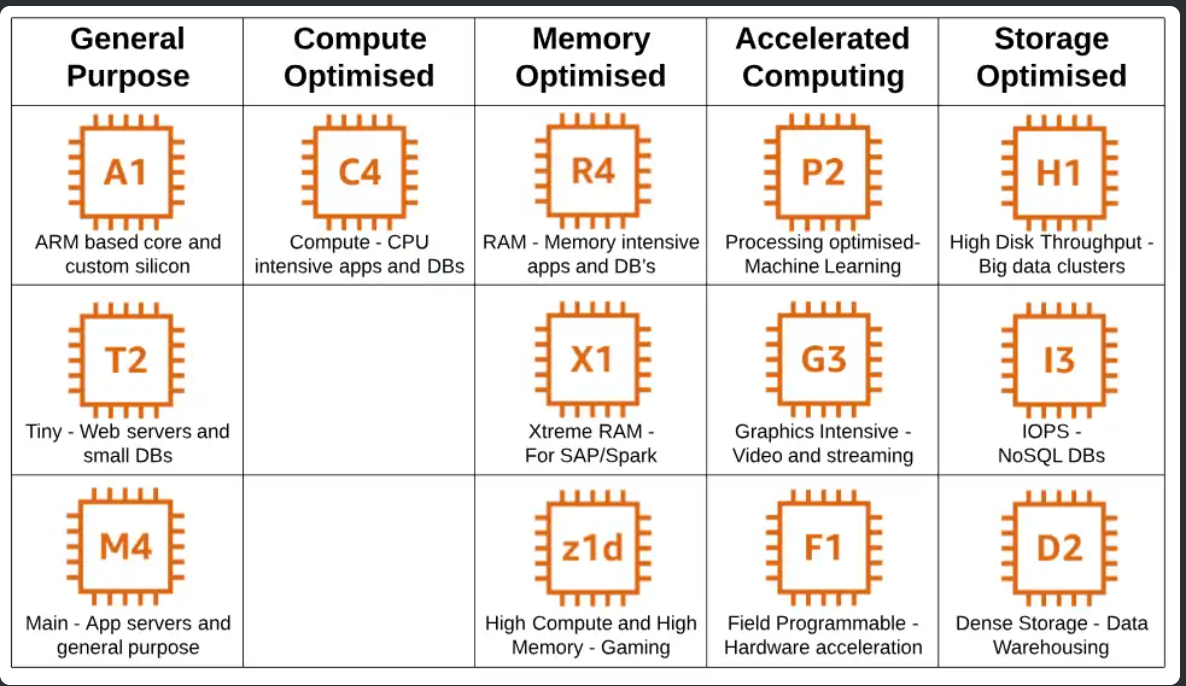 General
Purpose
Compute
Optimised
Memory
Optimised
Accelerated
Computing
Storage
Optimised
A1
ARM based core and
custom silicon
C4
Compute - CPU
intensive apps and DBs
R4
RAM - Memory intensive
apps and DB's
P2
Processing optimised-
Machine Learning
H1
High Disk Throughput -
Big data clusters
T2
Tiny - Web servers and
small DBs
X1
Xtreme RAM -
For SAP/Spark
G3
Graphics Intensive -
Video and streaming
I3
IOPS -
NoSQL DBs
M4
Main - App servers and
general purpose
z1d
High Compute and High
Memory - Gaming
F1
Field Programmable -
Hardware acceleration
D2
Dense Storage - Data
Warehousing